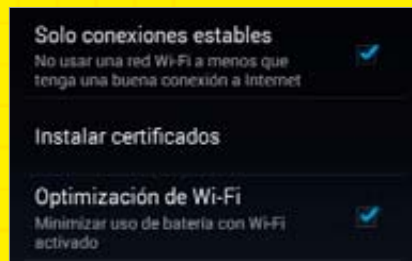 Solo conexiones estables
No usar una red Wi-Fi a menos que
tenga una buena conexión a Internet
Instalar certificados
Optimización de Wi-Fi
Minimizar uso de batería con Wi-Fi
activado